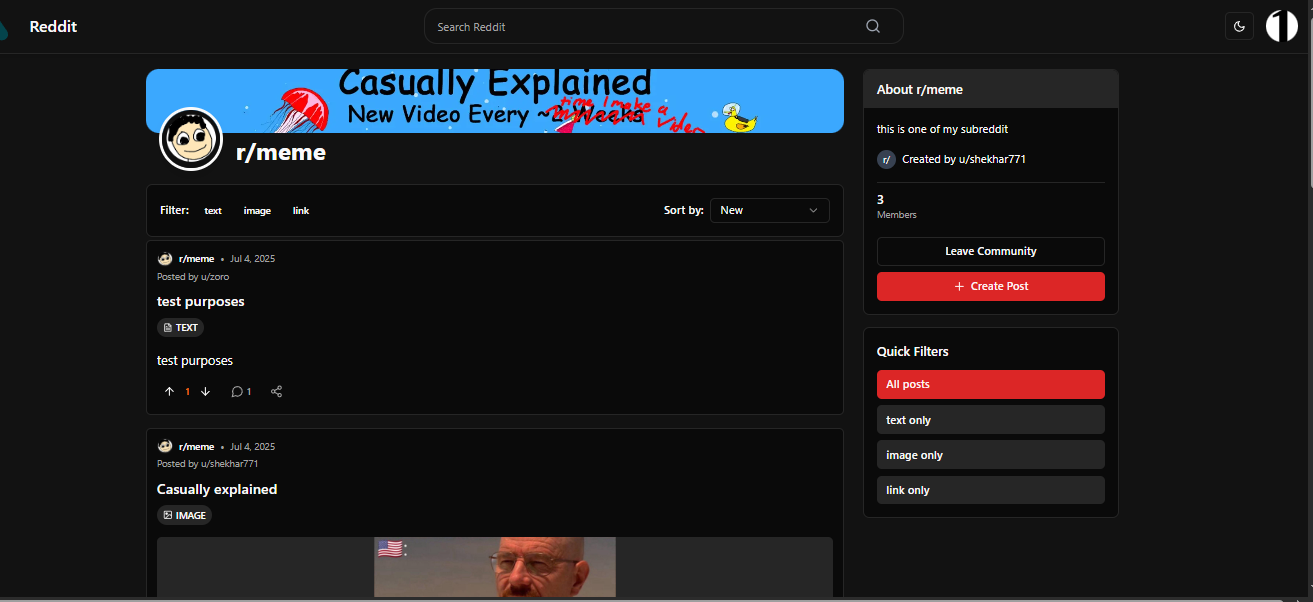 Reddit
Search Reddit
Casually Explained
New Video Every ~2 Weeks
time I make a
video
r/meme
Filter: text image link
Sort by: New
r/meme • Jul 4, 2025
Posted by u/zoro
test purposes
TEXT
test purposes
1 1
r/meme • Jul 4, 2025
Posted by u/shekhar771
Casually explained
IMAGE
About r/meme
this is one of my subreddit
r/ Created by u/shekhar771
3
Members
Leave Community
+ Create Post
Quick Filters
All posts
text only
image only
link only